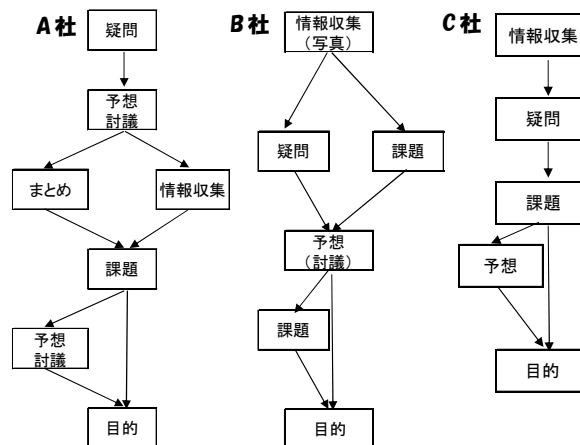 A社
疑問
予想
討議
まとめ
情報収集
課題
予想
討議
目的
B社
情報収集
(写真)
疑問
課題
予想
(討議)
課題
目的
C社
情報収集
疑問
課題
予想
目的